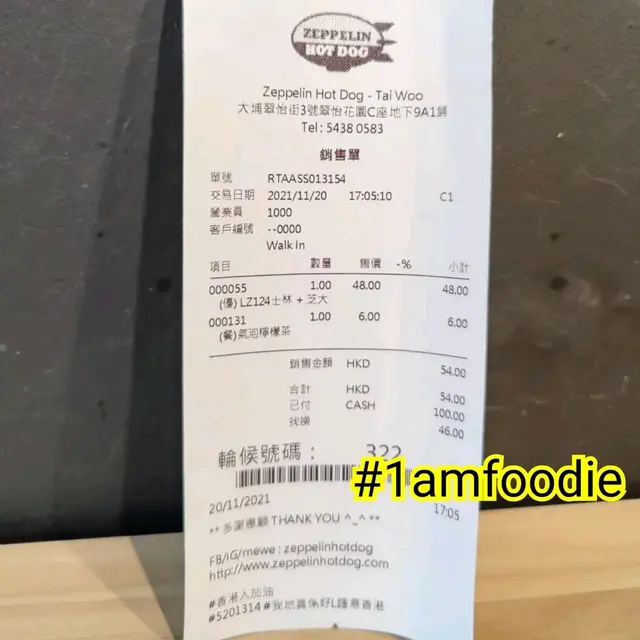 ZEPPELIN
HOT DOG
Zeppelin Hot Dog - Tai Woo
大埔翠怡街3號翠怡花園C座地下9A1舖
Tel: 5438 0583
銷售單
單號 RTAASS013154
交易日期 2021/11/20 17:05:10 C1
營業員 1000
客戶編號 --0000
Walk In
項目 數量 售價 -% 小計
000055 1.00 48.00 48.00
(優) LZ124士林 + 芝大
000131 1.00 6.00 6.00
(餐)氣泡檸檬茶
銷售金額 HKD 54.00
合計 HKD 54.00
已付 CASH 100.00
找換 46.00
輪候號碼： 322
#1amfoodie
20/11/2021 17:05
** 多謝惠顧 THANK YOU ^_^ **
FB/IG/mewe : zeppelinhotdog
http://www.zeppelinhotdog.com
#香港人加油
#5201314 #我地真係好L鍾意香港